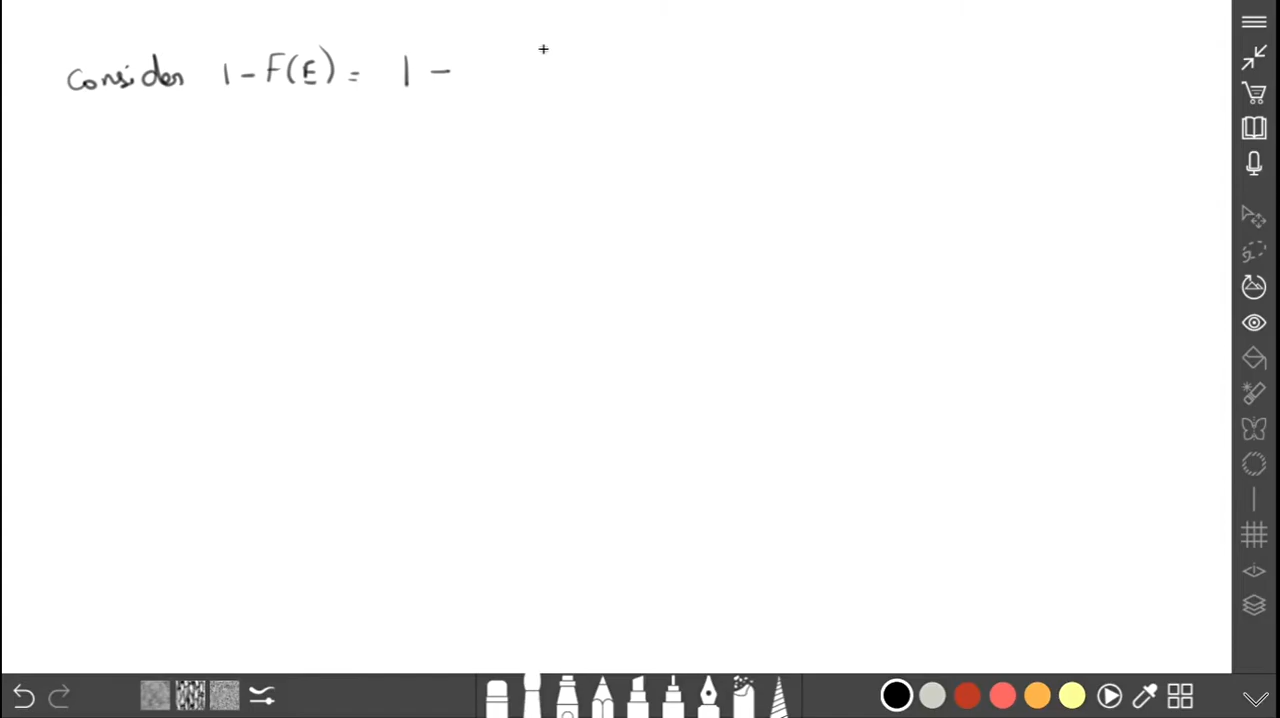 Consider 1 - F(E) = 1 -